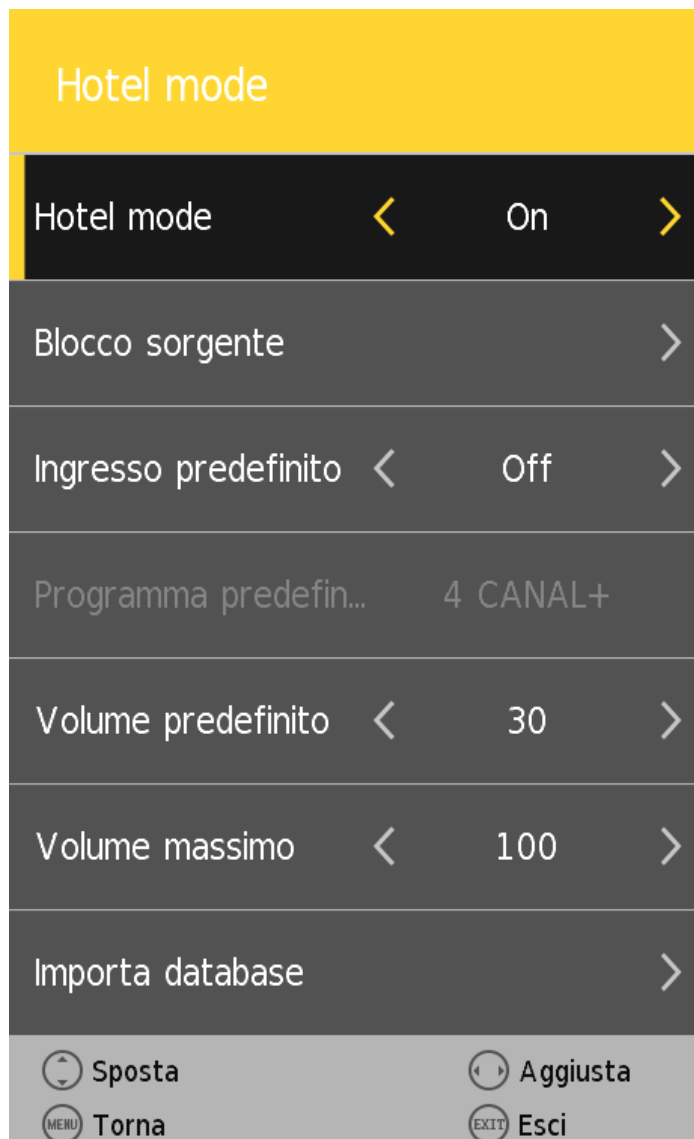 Hotel mode
Hotel mode On
Blocco sorgente
Ingresso predefinito Off
Programma predefin... 4 CANAL+
Volume predefinito 30
Volume massimo 100
Importa database
Sposta Aggiusta
MENU Torna EXIT Esci